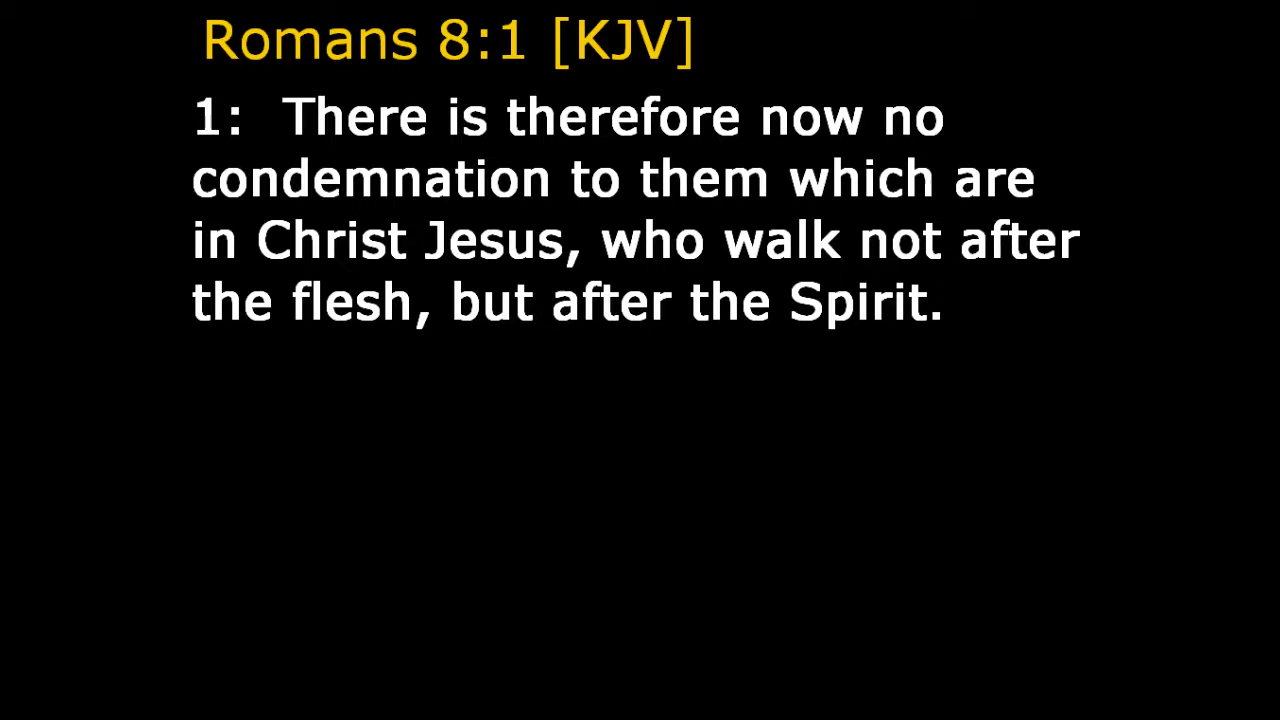 Romans 8:1 [KJV]
1:  There is therefore now no
condemnation to them which are
in Christ Jesus, who walk not after
the flesh, but after the Spirit.